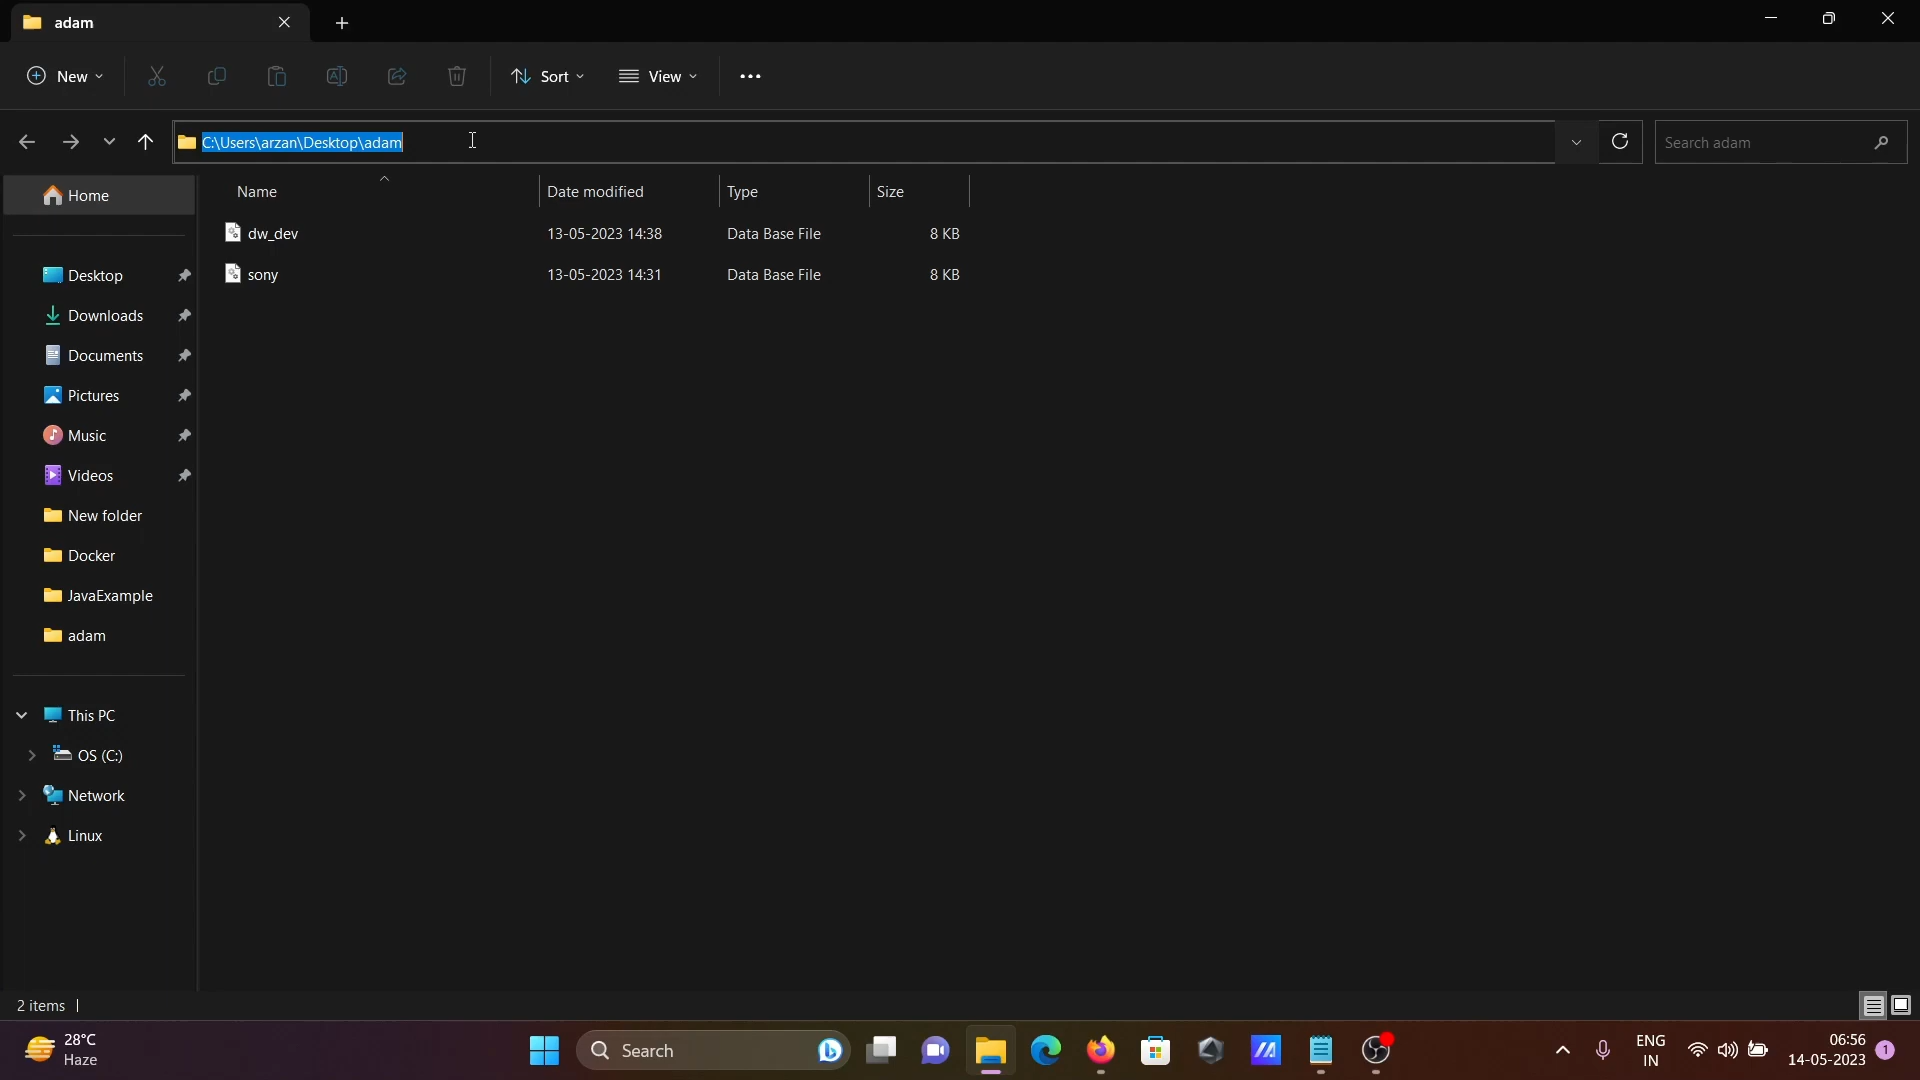 adam
New
Sort
View
C:\Users\arzan\Desktop\adam
Search adam
Name Date modified Type Size
dw_dev 13-05-2023 14:38 Data Base File 8 KB
sony 13-05-2023 14:31 Data Base File 8 KB
Home
Desktop
Downloads
Documents
Pictures
Music
Videos
New folder
Docker
JavaExample
adam
This PC
OS (C:)
Network
Linux
2 items
28°C
Haze
Search
ENG
IN
06:56
14-05-2023
1